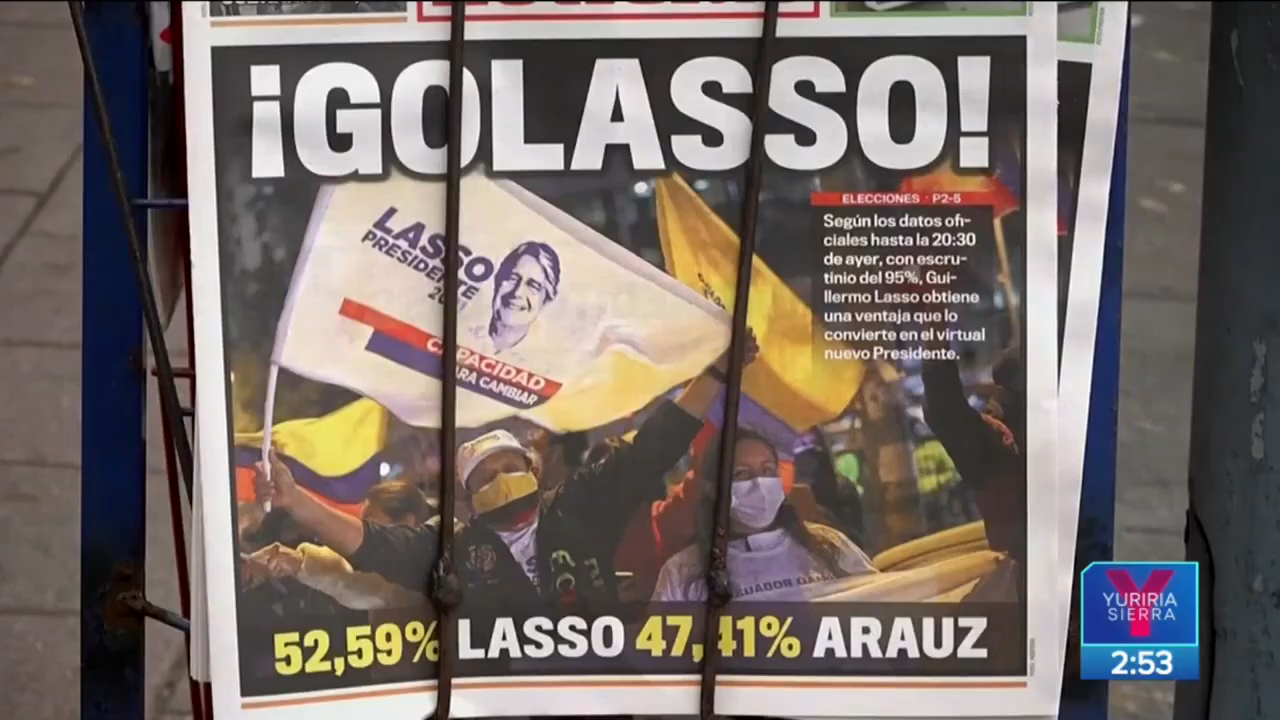 ¡GOLASSO!
ELECCIONES · P2-5
Según los datos ofi-
ciales hasta la 20:30
de ayer, con escru-
tinio del 95%, Gui-
llermo Lasso obtiene
una ventaja que lo
convierte en el virtual
nuevo Presidente.
LASSO
PRESIDENTE
CAPACIDAD
PARA CAMBIAR
52,59% LASSO 47,41% ARAUZ
YURIRIA
SIERRA
2:53